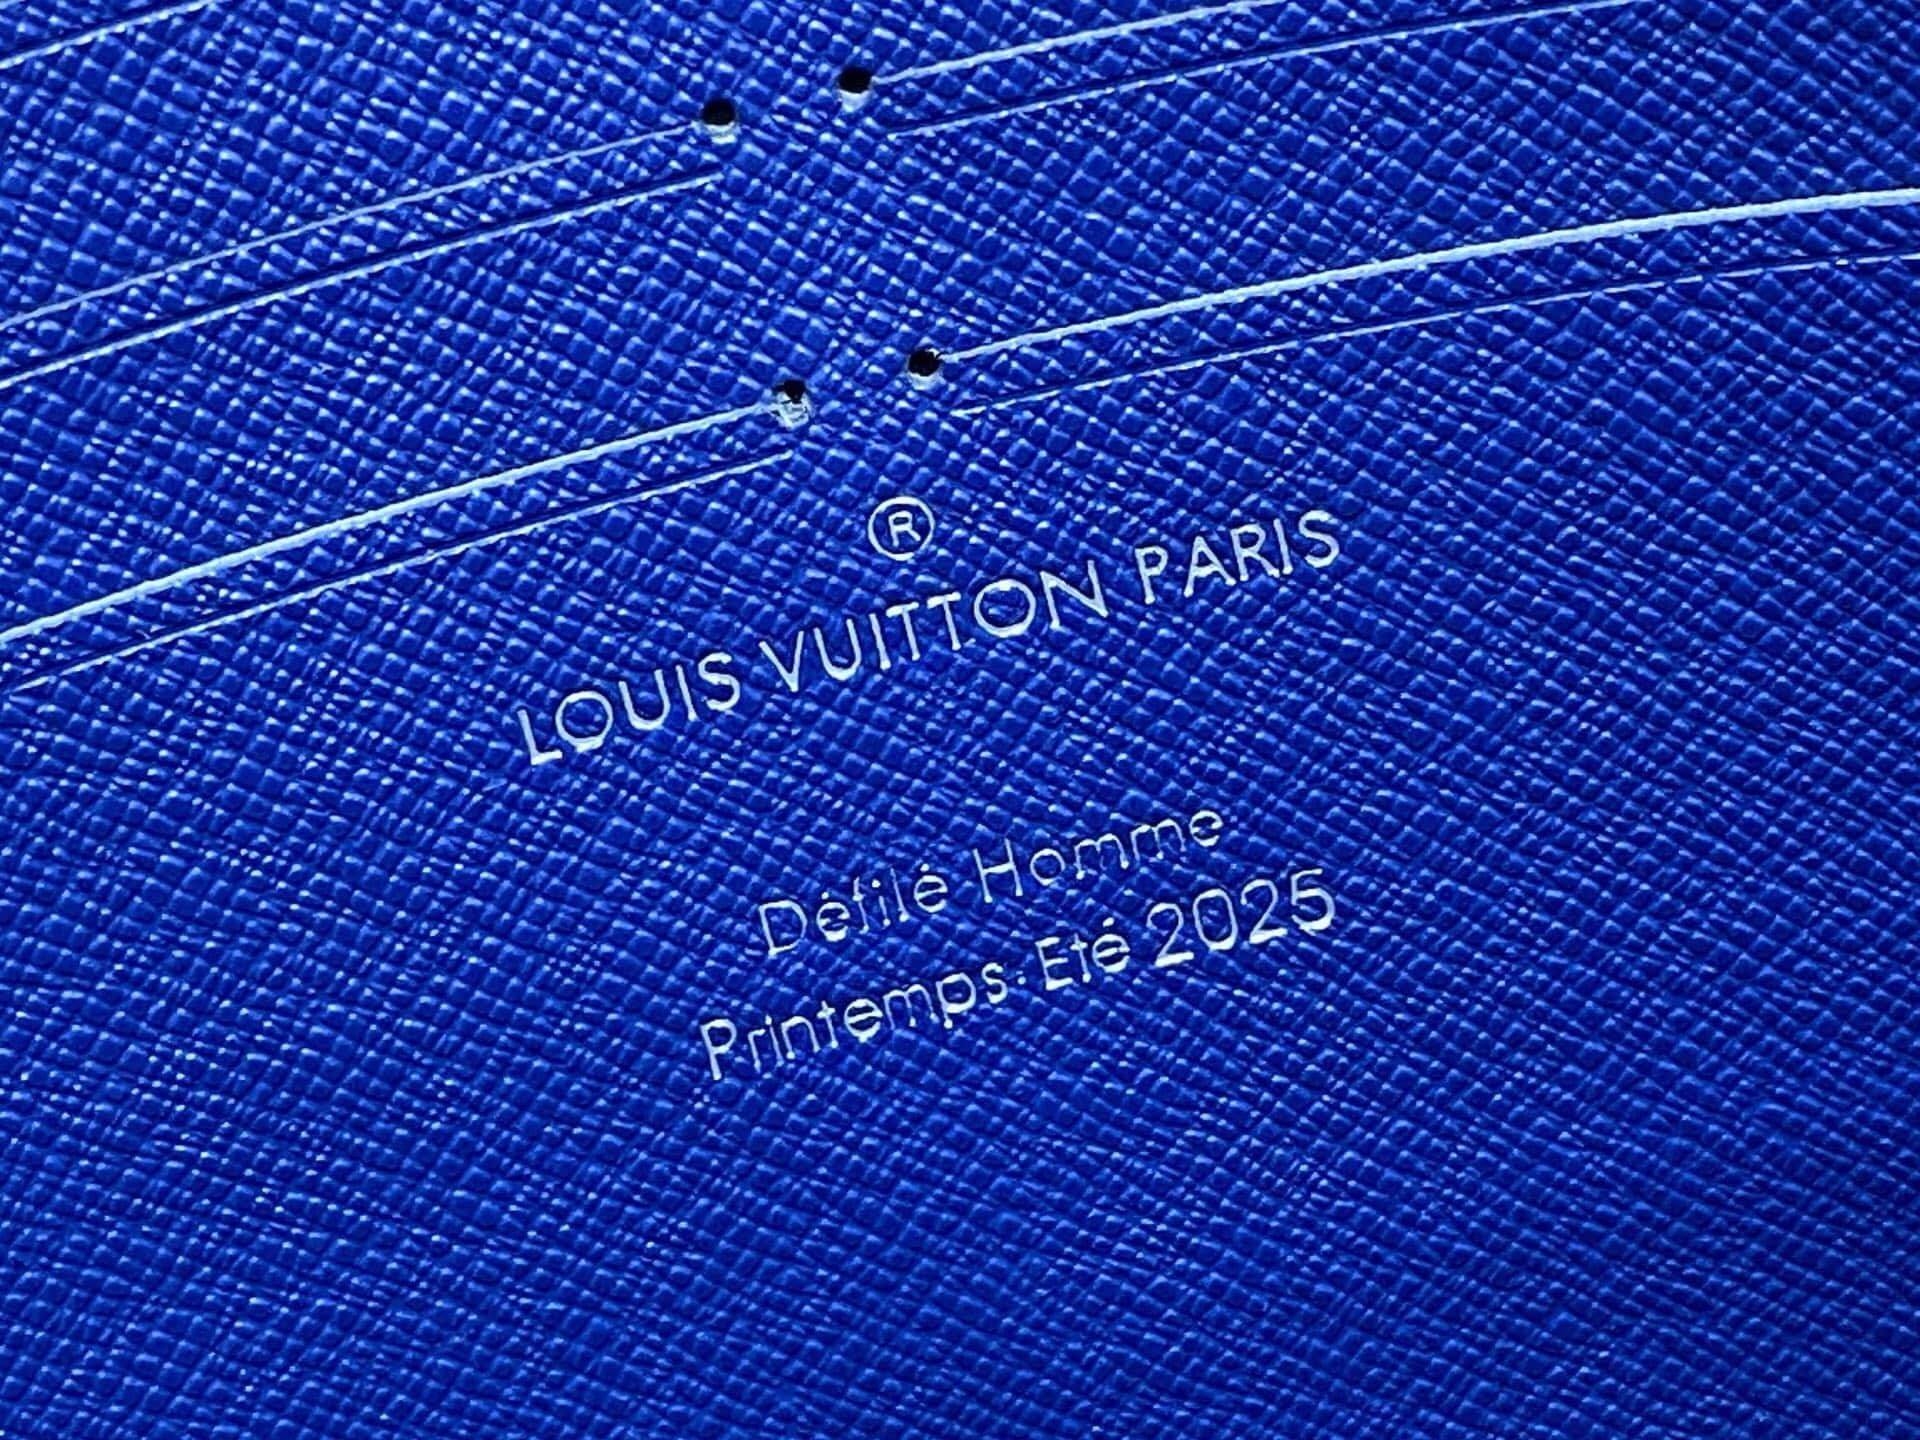 ®
LOUIS VUITTON PARIS
Défilé Homme
Printemps-Eté 2025